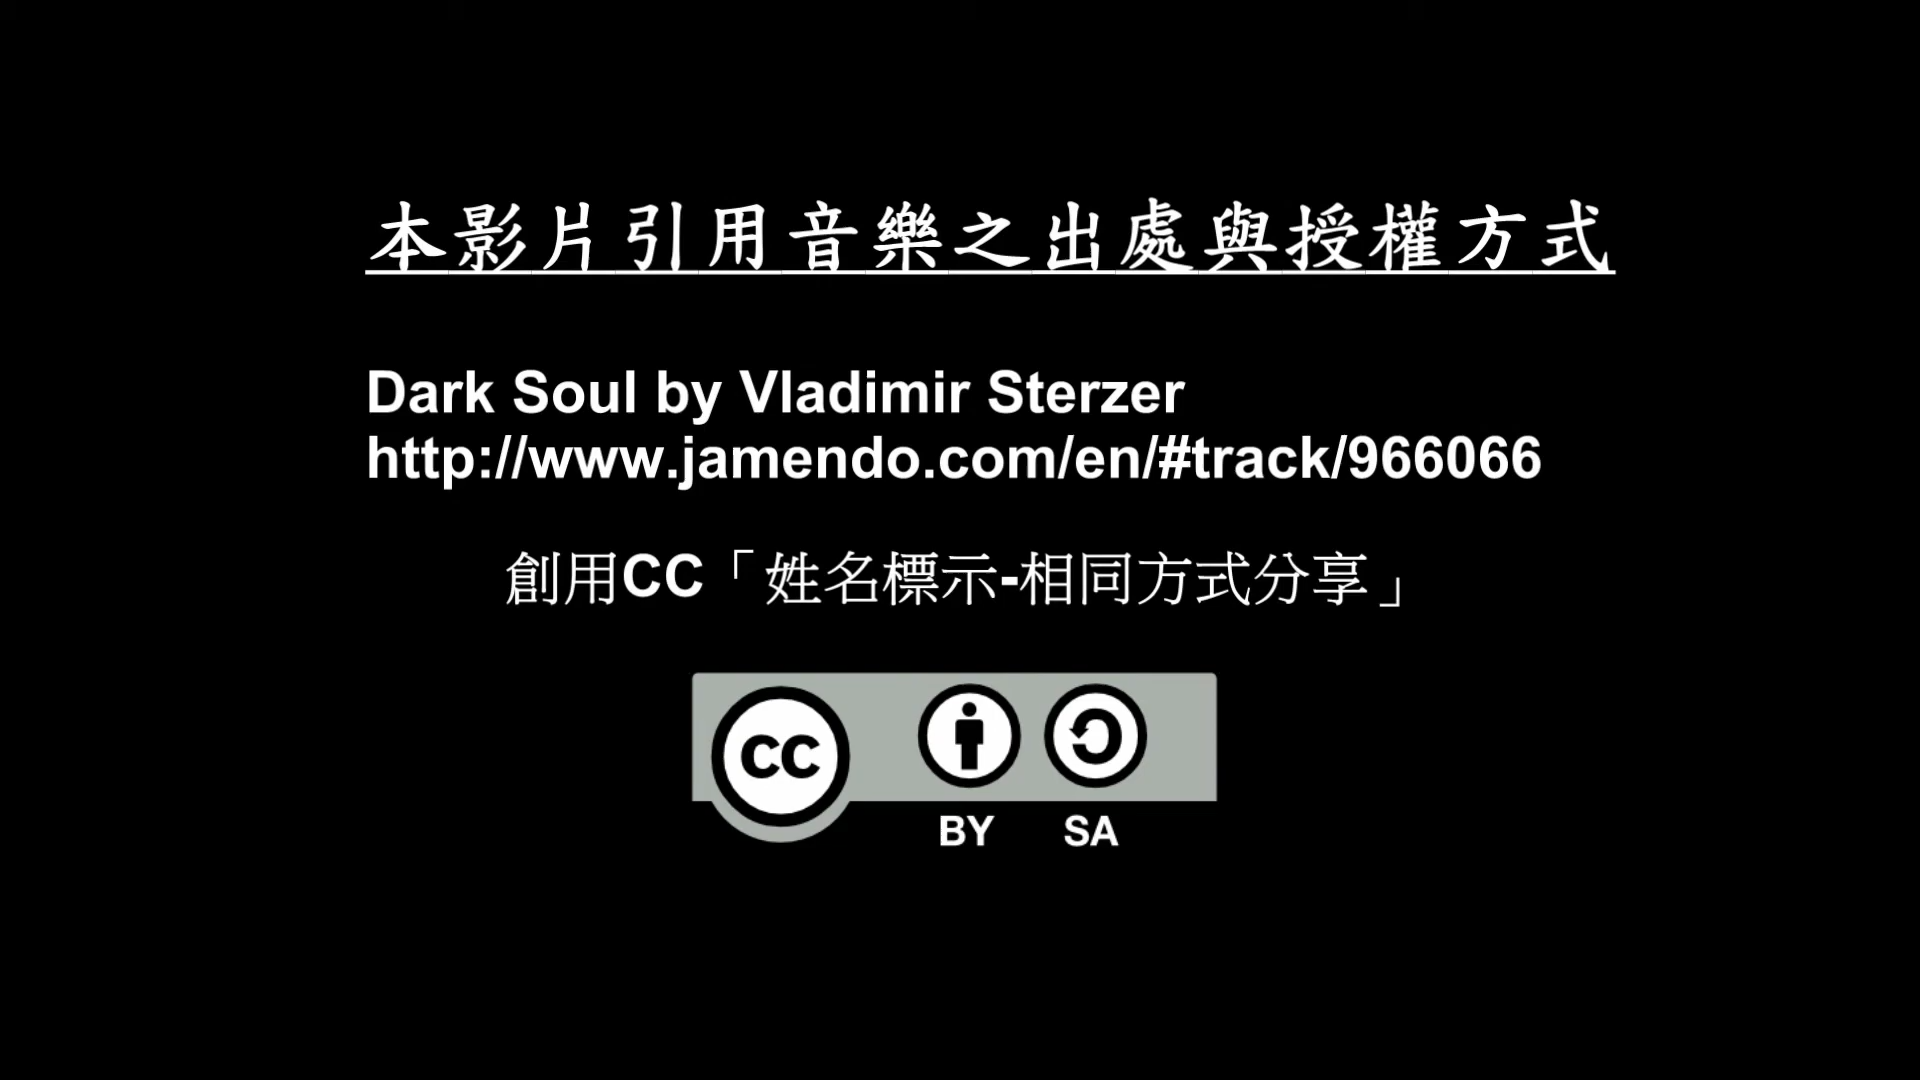 本影片引用音樂之出處與授權方式
Dark Soul by Vladimir Sterzer
http://www.jamendo.com/en/#track/966066
創用CC「姓名標示-相同方式分享」
CC
BY SA